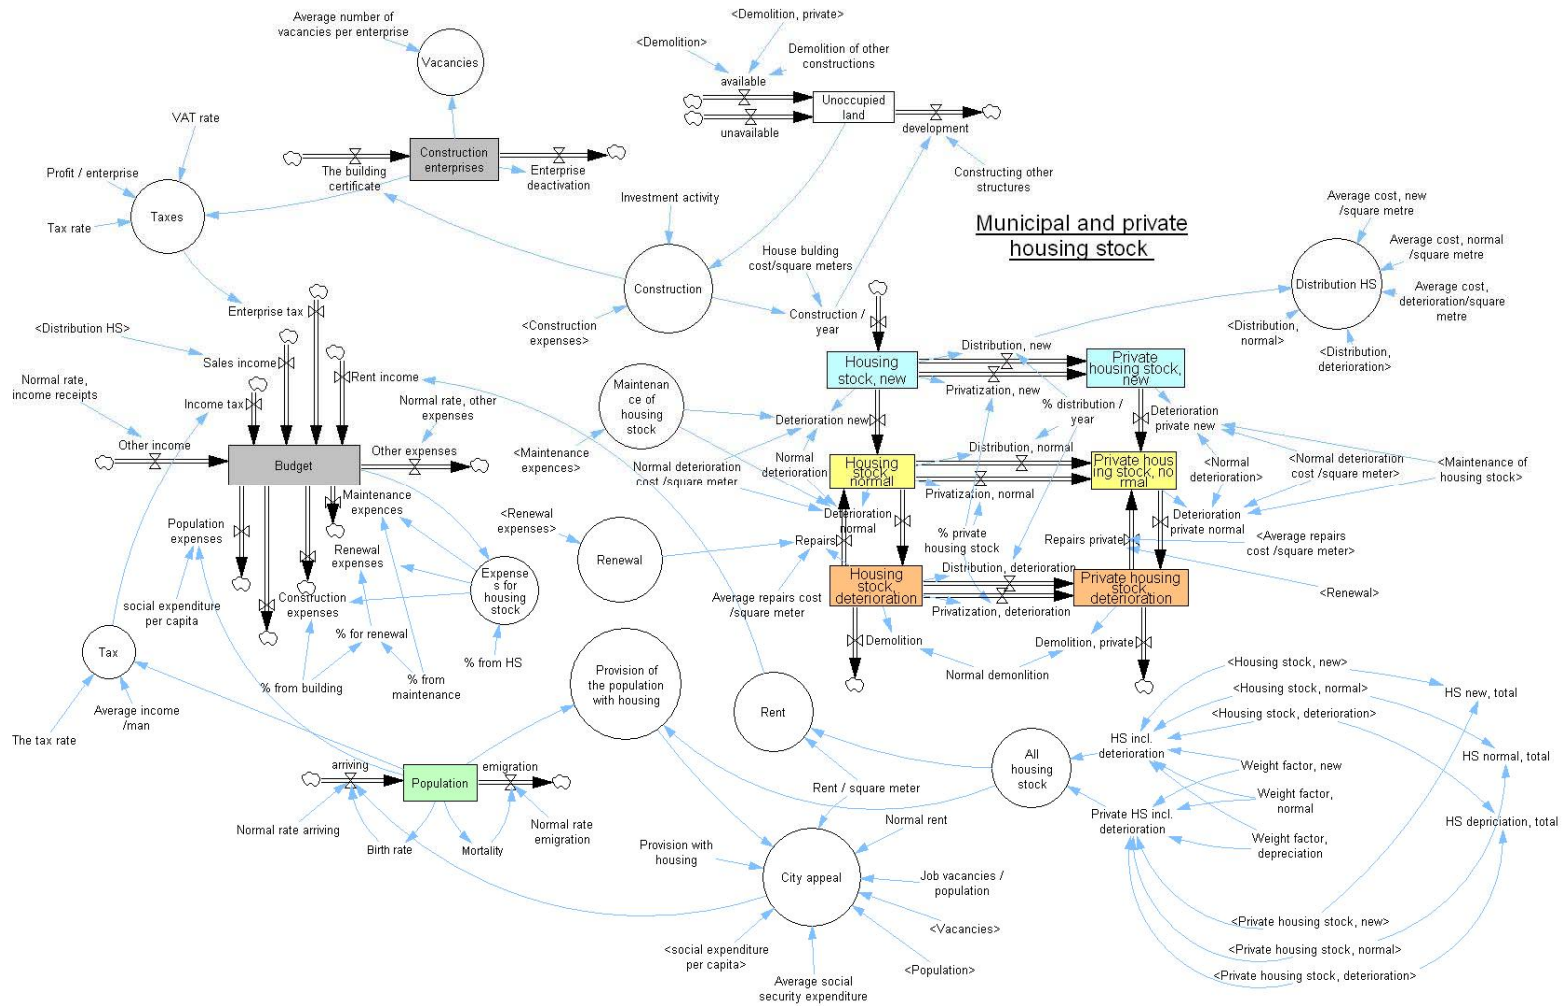 Average number of
vacancies per enterprise
Vacancies
<Demolition, private>
<Demolition>
Demolition of other
constructions
available
Unoccupied
land
unavailable
development
VAT rate
Construction
enterprises
The building
certificate
Enterprise
deactivation
Constructing other
structures
Profit / enterprise
Taxes
Tax rate
Investment activity
House bulding
cost/square meters
Municipal and private
housing stock
Average cost, new
/square metre
Average cost, normal
/square metre
Distribution HS
Average cost,
deterioration/square
metre
<Distribution,
normal>
<Distribution,
deterioration>
Construction
Enterprise tax
<Construction
expenses>
Construction /
year
<Distribution HS>
Sales income
Rent income
Normal rate,
income receipts
Income tax
Normal rate, other
expenses
Other income
Other expenses
Budget
Maintenan
ce of
housing
stock
<Maintenance
expences>
Distribution, new
Housing
stock, new
Private
housing stock,
new
Privatization, new
% distribution /
year
Deterioration new
Deterioration
private new
Distribution, normal
Normal
deterioration
Normal deterioration
cost /square meter
Housing
stock,
normal
Private hous
ing stock, no
rmal
<Normal
deterioration>
<Normal deterioration
cost /square meter>
<Maintenance of
housing stock>
Privatization, normal
Deterioration
normal
Deterioration
private normal
Maintenance
expences
Population
expenses
Renewal
expenses
<Renewal
expenses>
Renewal
Repairs
% private
housing stock
Repairs private
<Average repairs
cost /square meter>
Expense
s for
housing
stock
Construction
expenses
social expenditure
per capita
% for renewal
% from HS
Distribution, deterioration
Housing
stock,
deterioration
Private housing
stock,
deterioration
Average repairs cost
/square meter
Privatization, deterioration
<Renewal>
Demolition
Demolition, private
Normal demonlition
Tax
% from building
% from
maintenance
Average income
/man
The tax rate
Provision of
the population
with housing
Rent
<Housing stock, new>
<Housing stock, normal>
<Housing stock, deterioration>
HS new, total
HS normal, total
HS depriciation, total
All
housing
stock
HS incl.
deterioration
Weight factor, new
Weight factor,
normal
Private HS incl.
deterioration
Weight factor,
depreciation
arriving
Population
emigration
Normal rate arriving
Birth rate
Mortality
Normal rate
emigration
Rent / square meter
Normal rent
Provision with
housing
City appeal
Job vacancies /
population
<Vacancies>
<social expenditure
per capita>
<Population>
Average social
security expenditure
<Private housing stock, new>
<Private housing stock, normal>
<Private housing stock, deterioration>